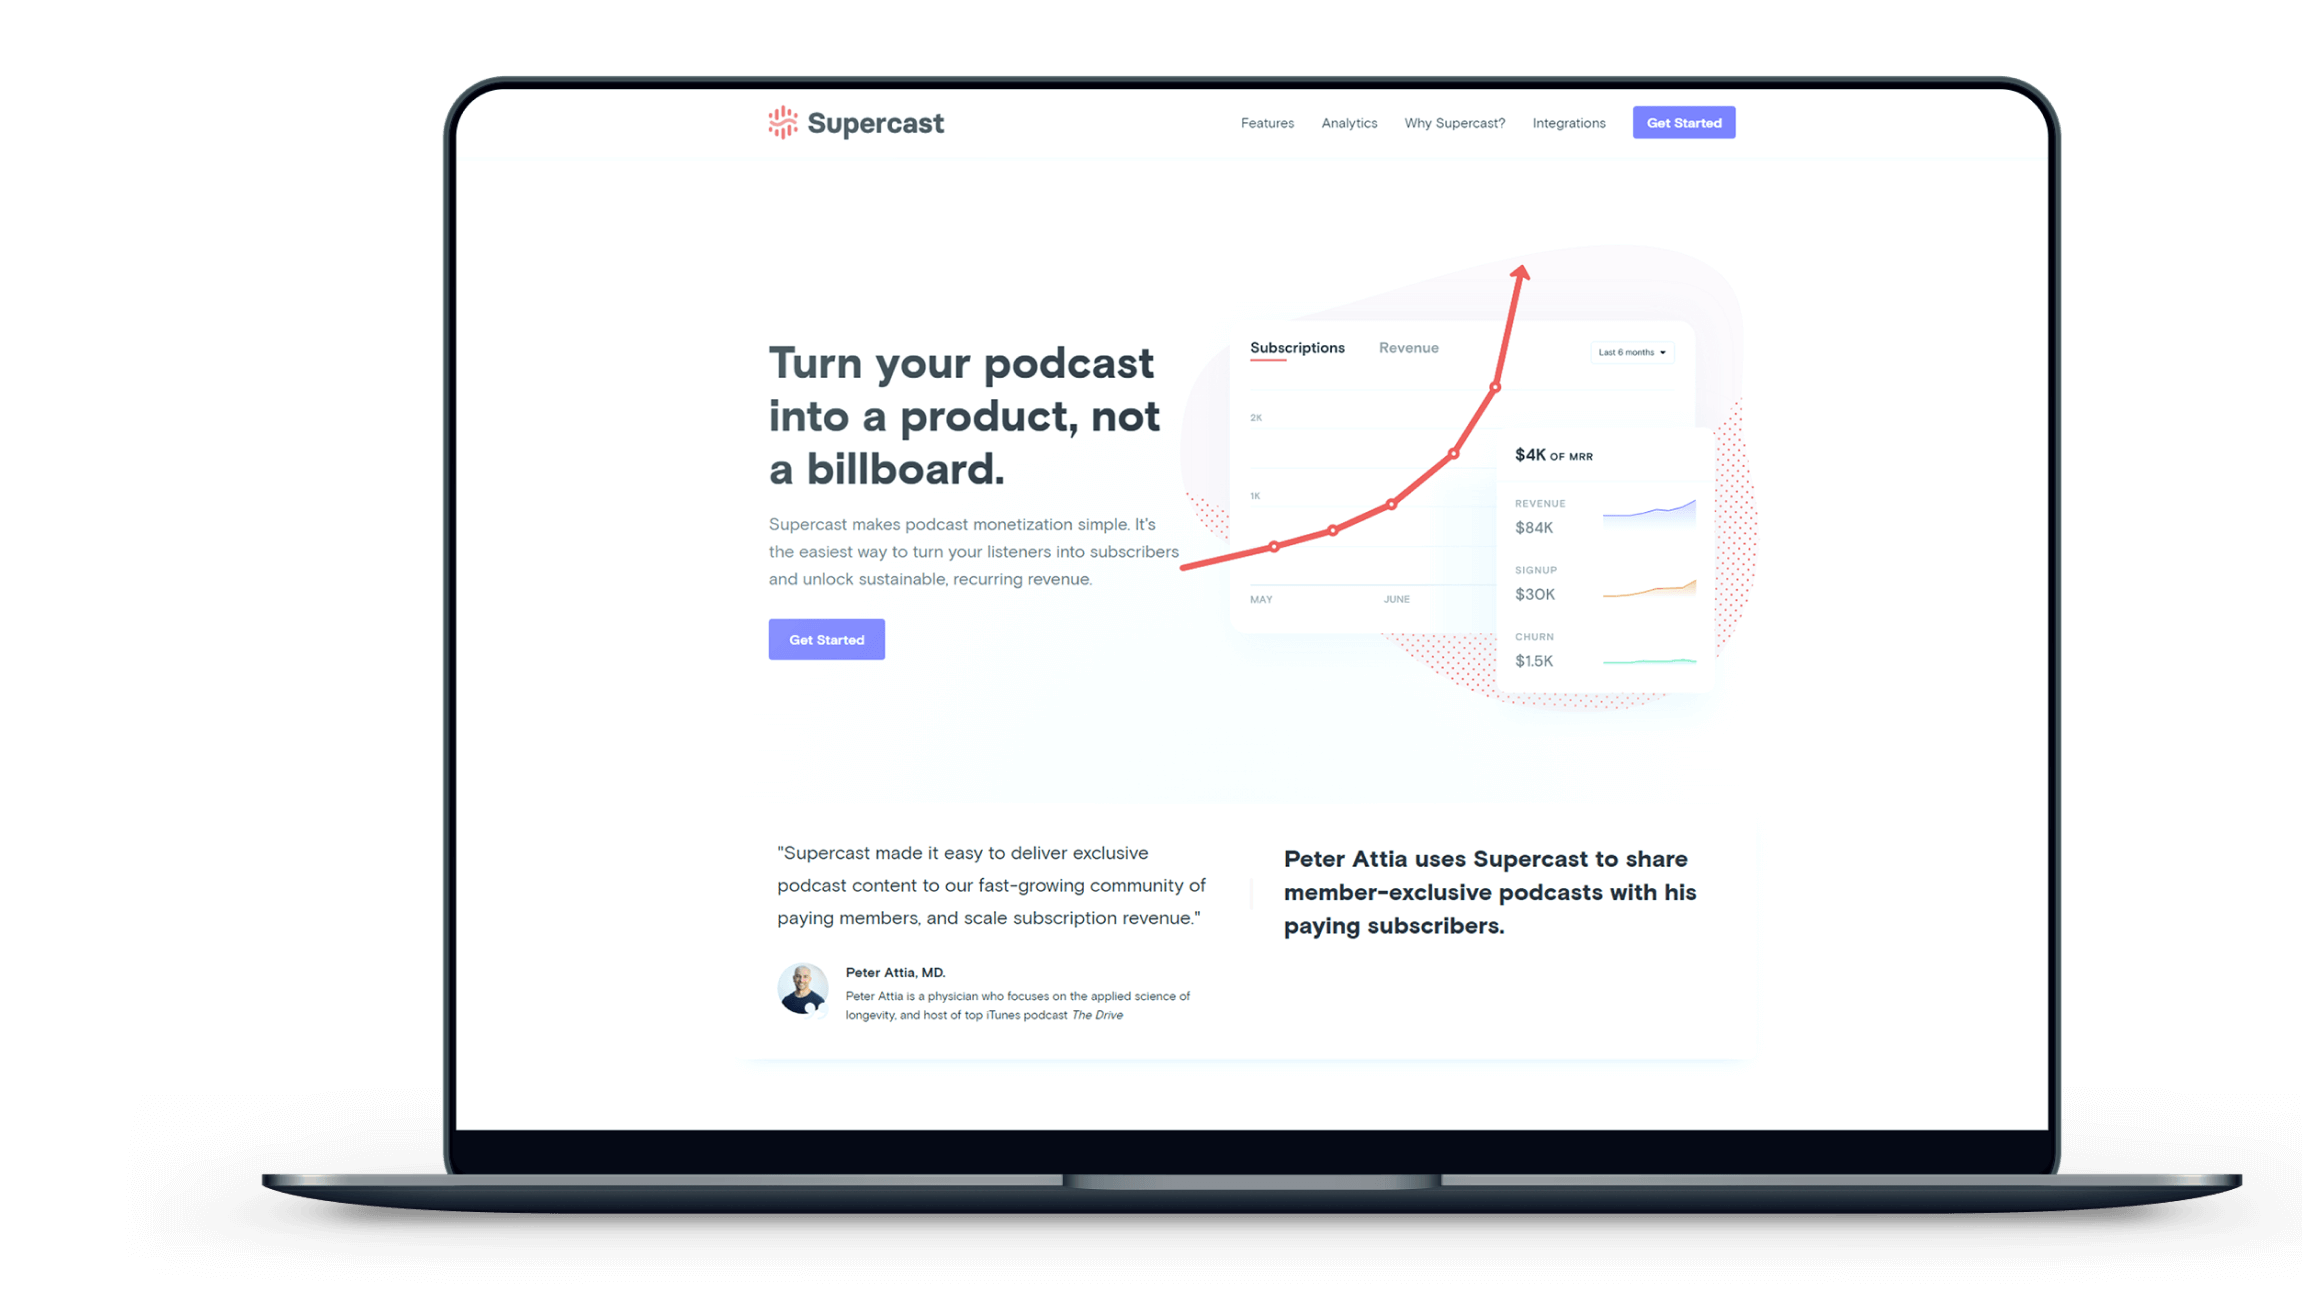 Supercast
Features Analytics Why Supercast? Integrations Get Started
Turn your podcast
into a product, not
a billboard.
Supercast makes podcast monetization simple. It's
the easiest way to turn your listeners into subscribers
and unlock sustainable, recurring revenue.
Get Started
Subscriptions Revenue Last 6 months
2K
1K
MAY JUNE
$4K OF MRR
REVENUE
$84K
SIGNUP
$30K
CHURN
$1.5K
"Supercast made it easy to deliver exclusive
podcast content to our fast-growing community of
paying members, and scale subscription revenue."
Peter Attia, MD.
Peter Attia is a physician who focuses on the applied science of
longevity, and host of top iTunes podcast The Drive
Peter Attia uses Supercast to share
member-exclusive podcasts with his
paying subscribers.